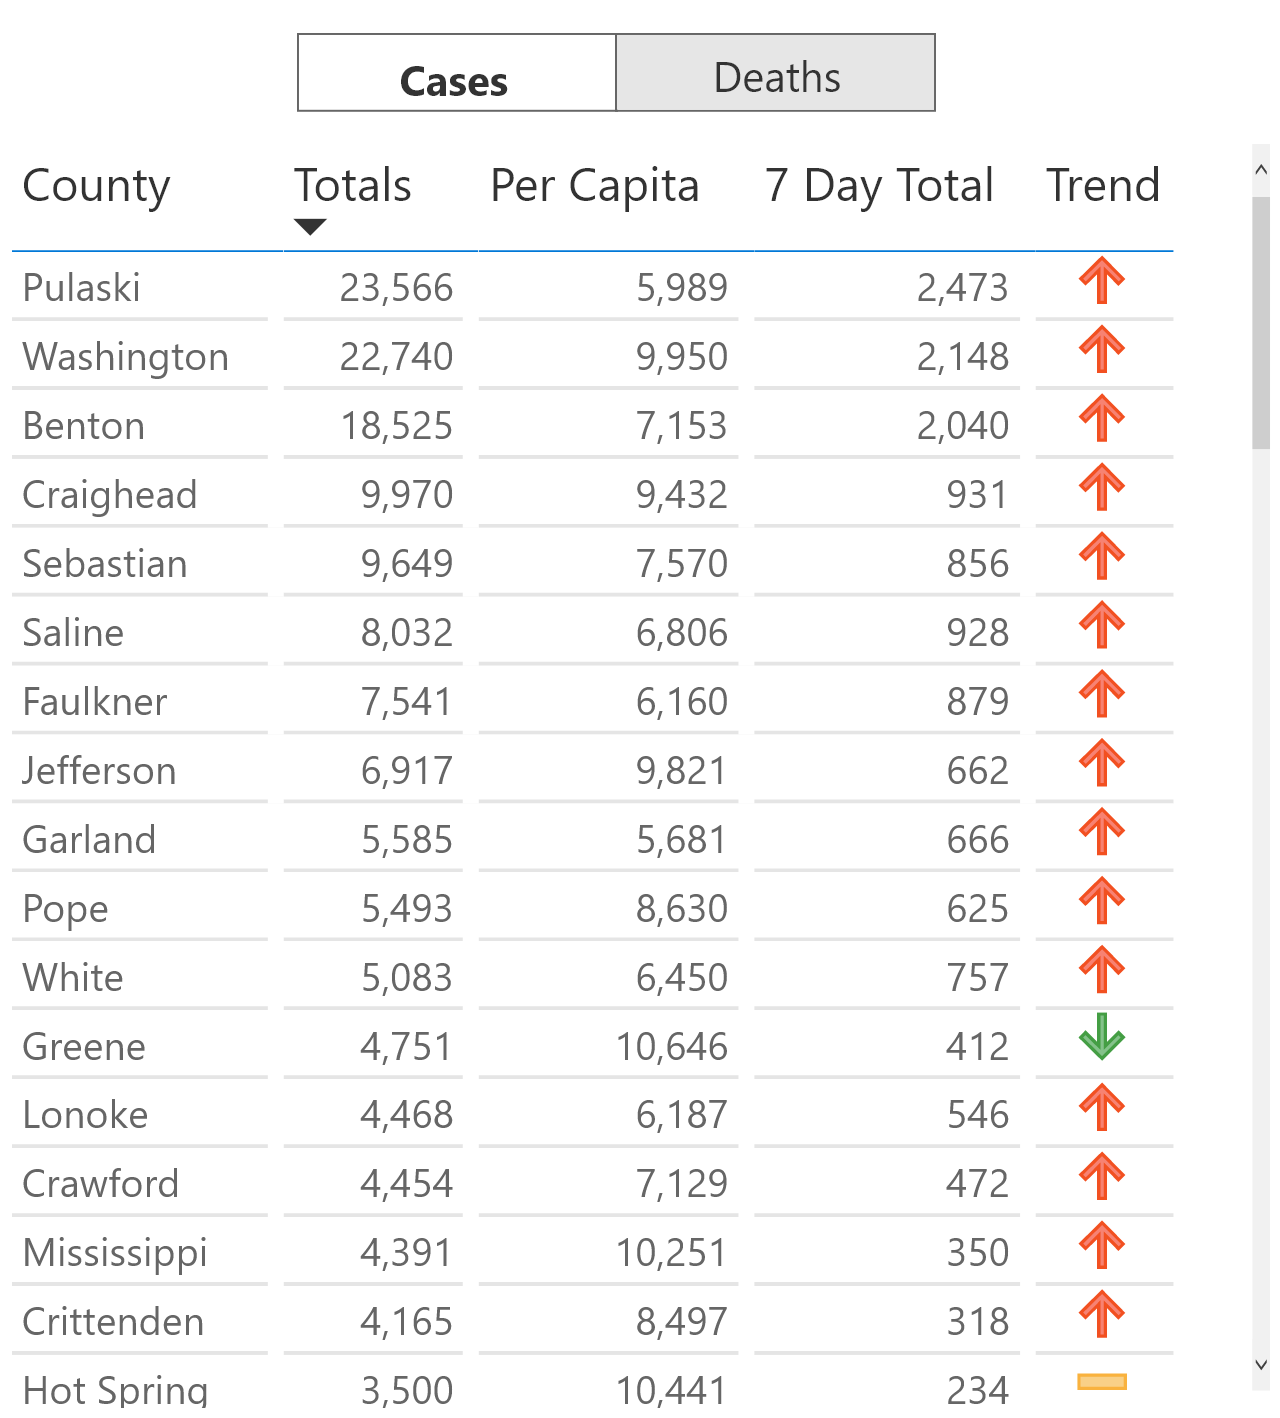 Cases Deaths
County Totals Per Capita 7 Day Total Trend
Pulaski 23,566 5,989 2,473
Washington 22,740 9,950 2,148
Benton 18,525 7,153 2,040
Craighead 9,970 9,432 931
Sebastian 9,649 7,570 856
Saline 8,032 6,806 928
Faulkner 7,541 6,160 879
Jefferson 6,917 9,821 662
Garland 5,585 5,681 666
Pope 5,493 8,630 625
White 5,083 6,450 757
Greene 4,751 10,646 412
Lonoke 4,468 6,187 546
Crawford 4,454 7,129 472
Mississippi 4,391 10,251 350
Crittenden 4,165 8,497 318
Hot Spring 3,500 10,441 234